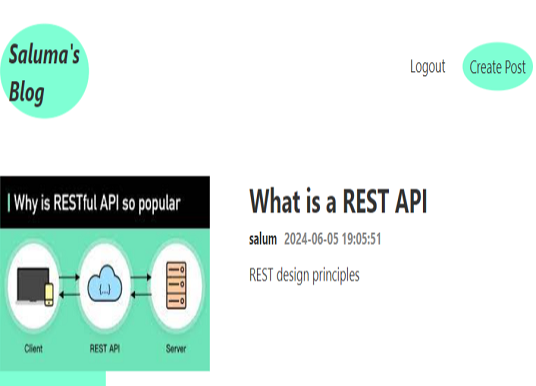 Saluma's
Blog
Logout
Create Post
| Why is RESTful API so popular
{...}
Client
REST API
Server
What is a REST API
salum 2024-06-05 19:05:51
REST design principles